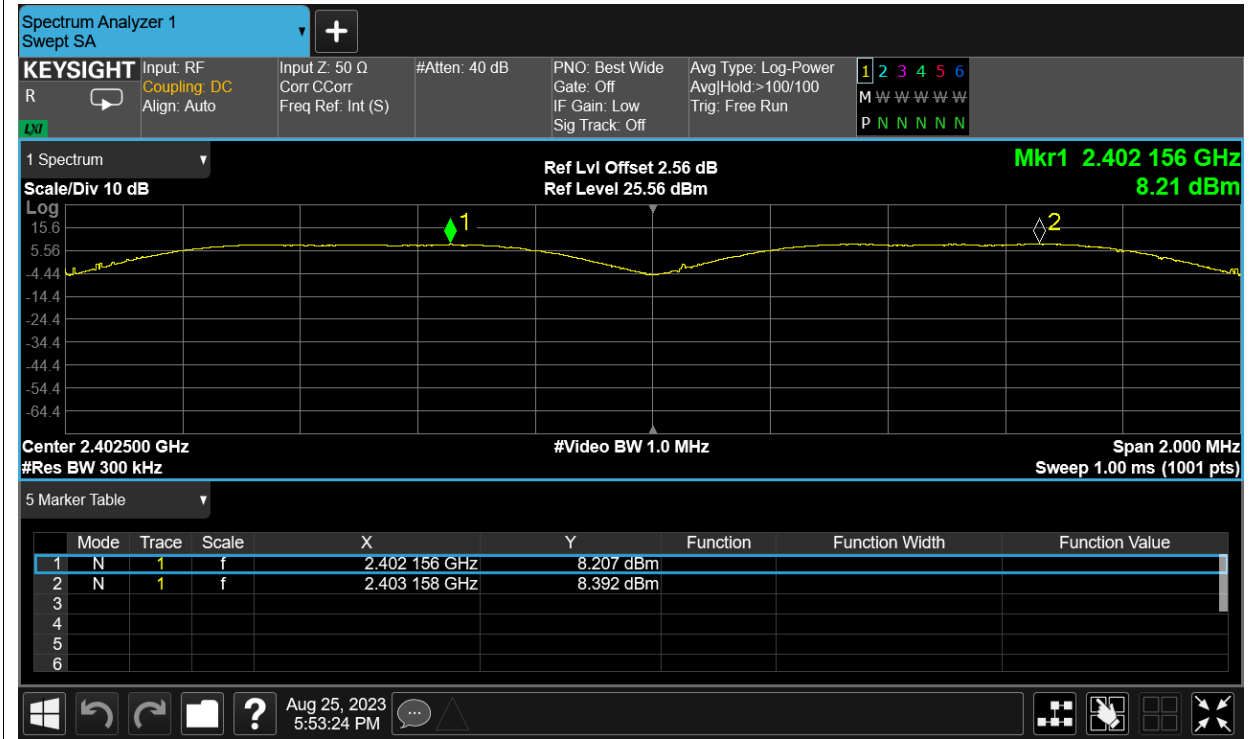 Spectrum Analyzer 1
Swept SA
+
KEYSIGHT
R
LXI
Input: RF
Coupling: DC
Align: Auto
Input Z: 50 Ω
Corr CCorr
Freq Ref: Int (S)
#Atten: 40 dB
PNO: Best Wide
Gate: Off
IF Gain: Low
Sig Track: Off
Avg Type: Log-Power
Avg|Hold:>100/100
Trig: Free Run
1 2 3 4 5 6
M W W W W W
P N N N N N
1 Spectrum
Scale/Div 10 dB
Ref Lvl Offset 2.56 dB
Ref Level 25.56 dBm
Mkr1 2.402 156 GHz
8.21 dBm
Log
15.6
5.56
-4.44
-14.4
-24.4
-34.4
-44.4
-54.4
-64.4
1
2
Center 2.402500 GHz
#Res BW 300 kHz
#Video BW 1.0 MHz
Span 2.000 MHz
Sweep 1.00 ms (1001 pts)
5 Marker Table
Mode Trace Scale X Y Function Function Width Function Value
1 N 1 f 2.402 156 GHz 8.207 dBm
2 N 1 f 2.403 158 GHz 8.392 dBm
3
4
5
6
?
Aug 25, 2023
5:53:24 PM